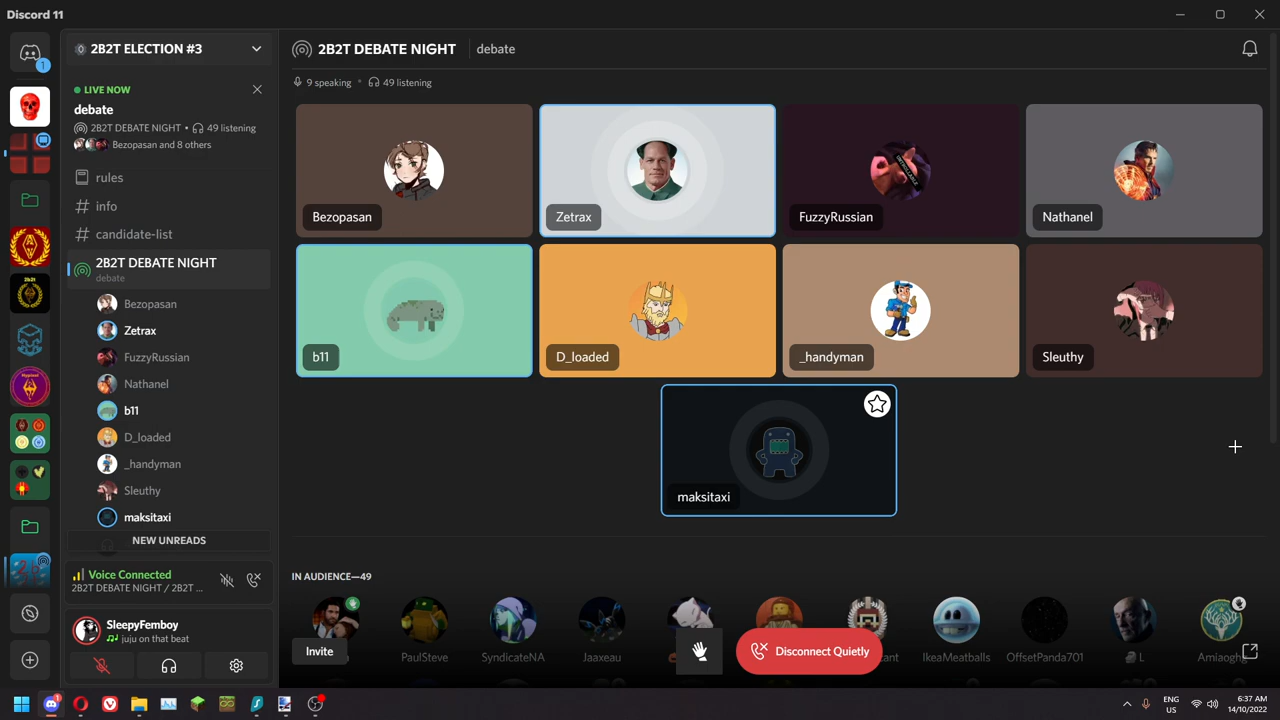 Discord 11
2B2T ELECTION #3
LIVE NOW
debate
2B2T DEBATE NIGHT • 49 listening
Bezopasan and 8 others
rules
info
candidate-list
2B2T DEBATE NIGHT
debate
Bezopasan
Zetrax
FuzzyRussian
Nathanel
b11
D_loaded
_handyman
Sleuthy
maksitaxi
NEW UNREADS
Voice Connected
2B2T DEBATE NIGHT / 2B2T ...
SleepyFemboy
juju on that beat
2B2T DEBATE NIGHT
debate
9 speaking • 49 listening
Bezopasan
Zetrax
FuzzyRussian
Nathanel
b11
D_loaded
_handyman
Sleuthy
maksitaxi
IN AUDIENCE—49
PaulSteve
SyndicateNA
Jaaxeau
IkeaMeatballs
OffsetPanda701
L
Amiaoghg
Invite
Disconnect Quietly
ENG
US
6:37 AM
14/10/2022